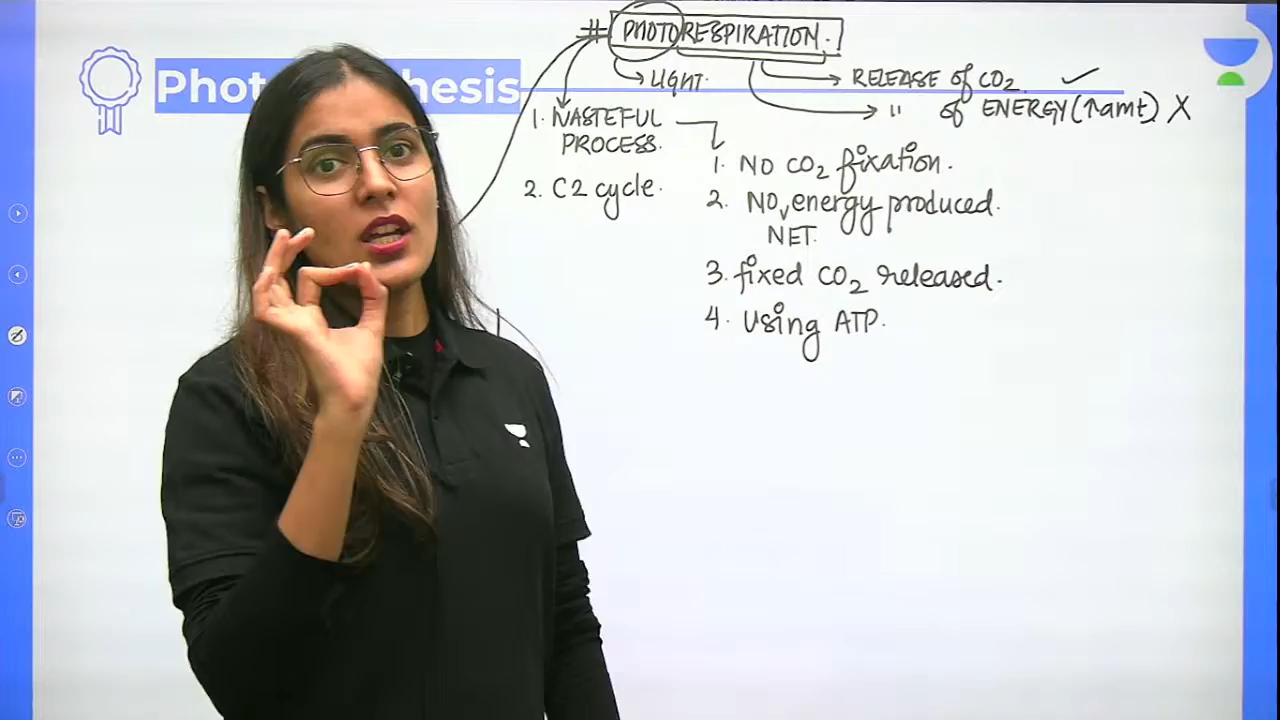 # PHOTORESPIRATION.
Photo hesis
LIGHT.
RELEASE of CO2 ✓
" of ENERGY (↑amt) X
1. WASTEFUL
PROCESS.
2. C2 cycle.
1. NO CO2 fixation.
2. NO energy produced.
NET.
3. fixed CO2 released.
4. Using ATP.